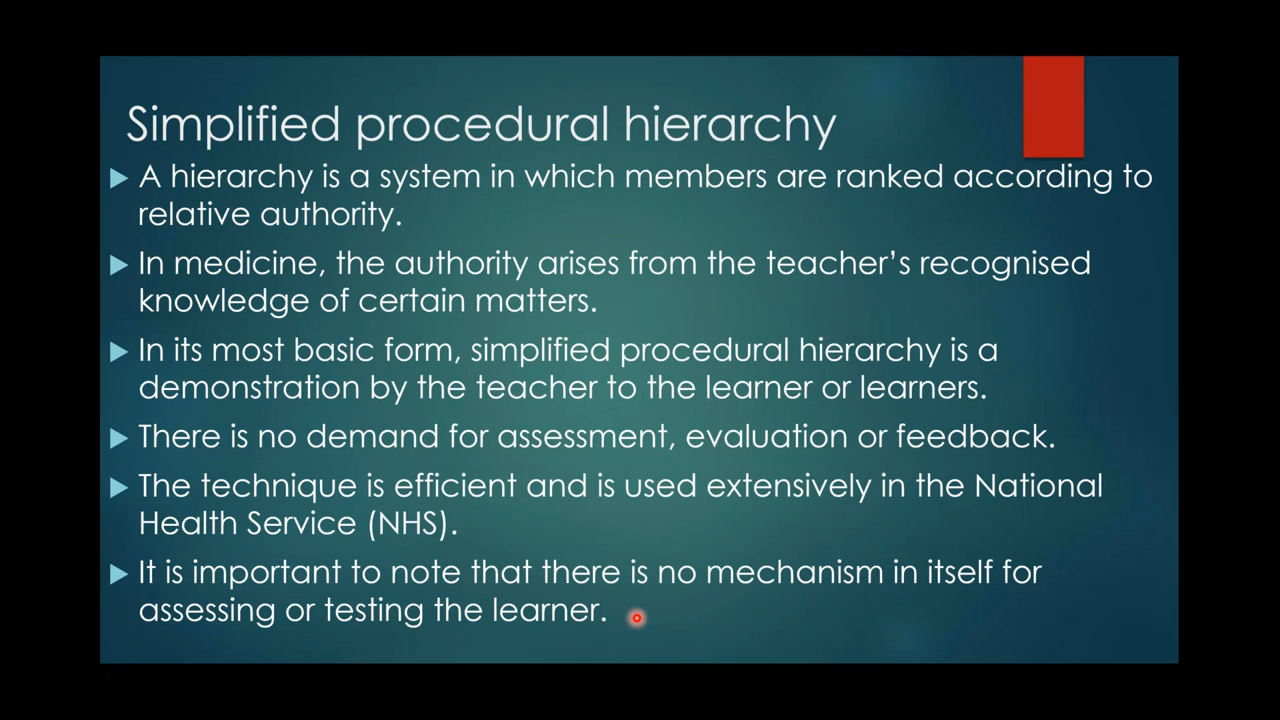 Simplified procedural hierarchy
A hierarchy is a system in which members are ranked according to
relative authority.
In medicine, the authority arises from the teacher’s recognised
knowledge of certain matters.
In its most basic form, simplified procedural hierarchy is a
demonstration by the teacher to the learner or learners.
There is no demand for assessment, evaluation or feedback.
The technique is efficient and is used extensively in the National
Health Service (NHS).
It is important to note that there is no mechanism in itself for
assessing or testing the learner.